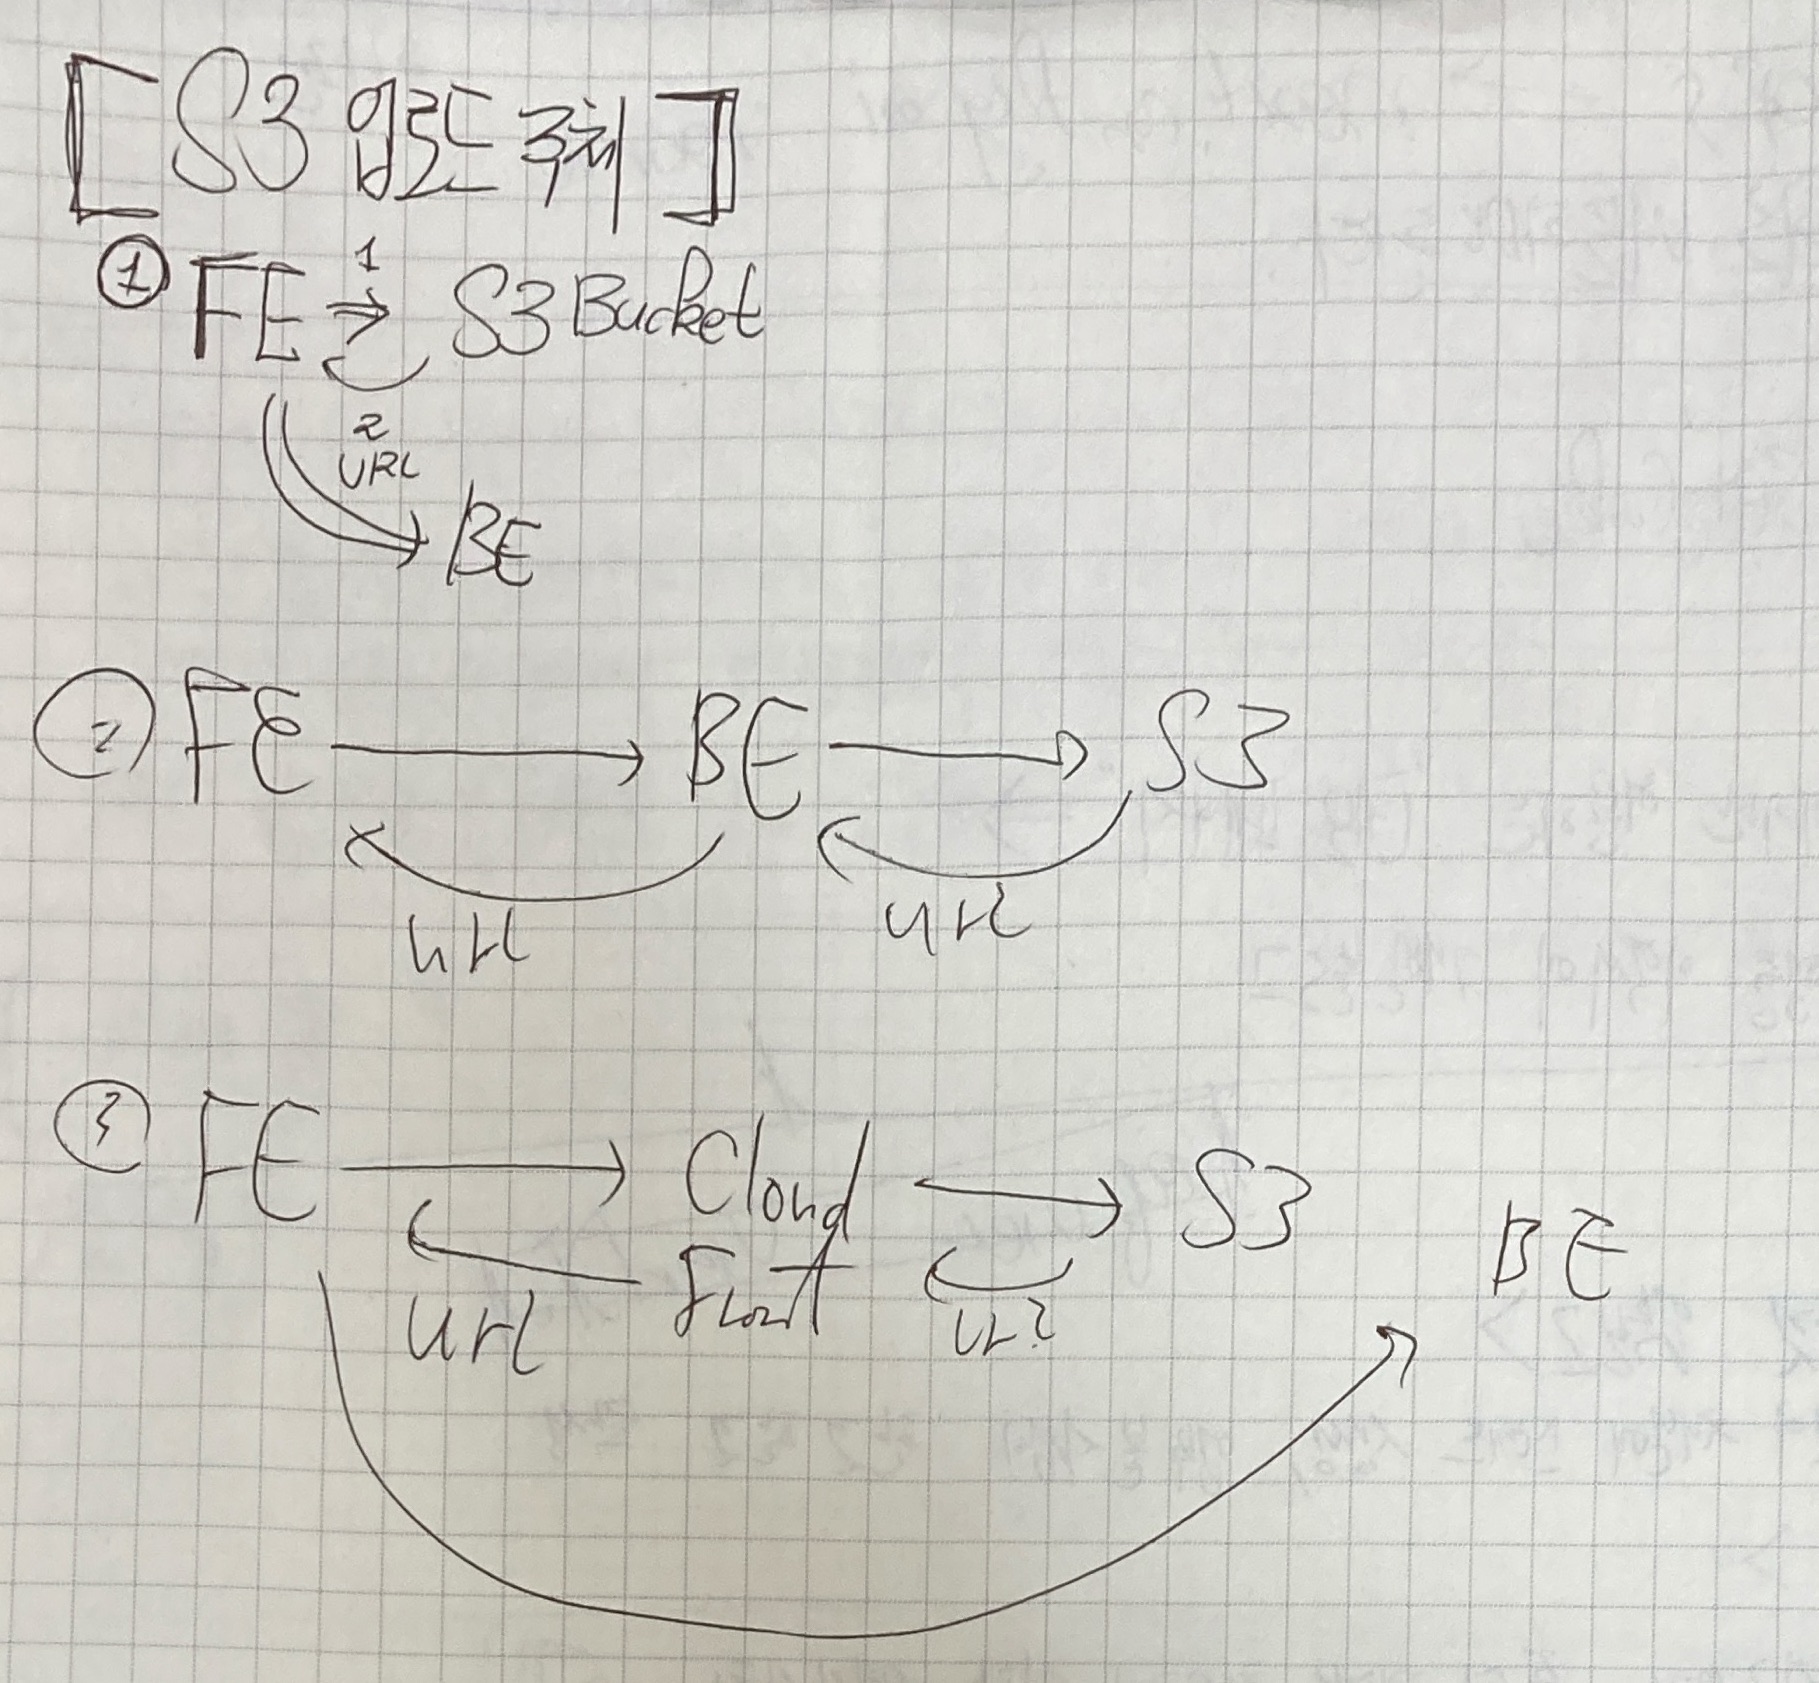 [S3 업로드 주체]
① FE 1 S3 Bucket
2
URL
BE
② FE BE S3
url url
③ FE Cloud S3 BE
Front
url url